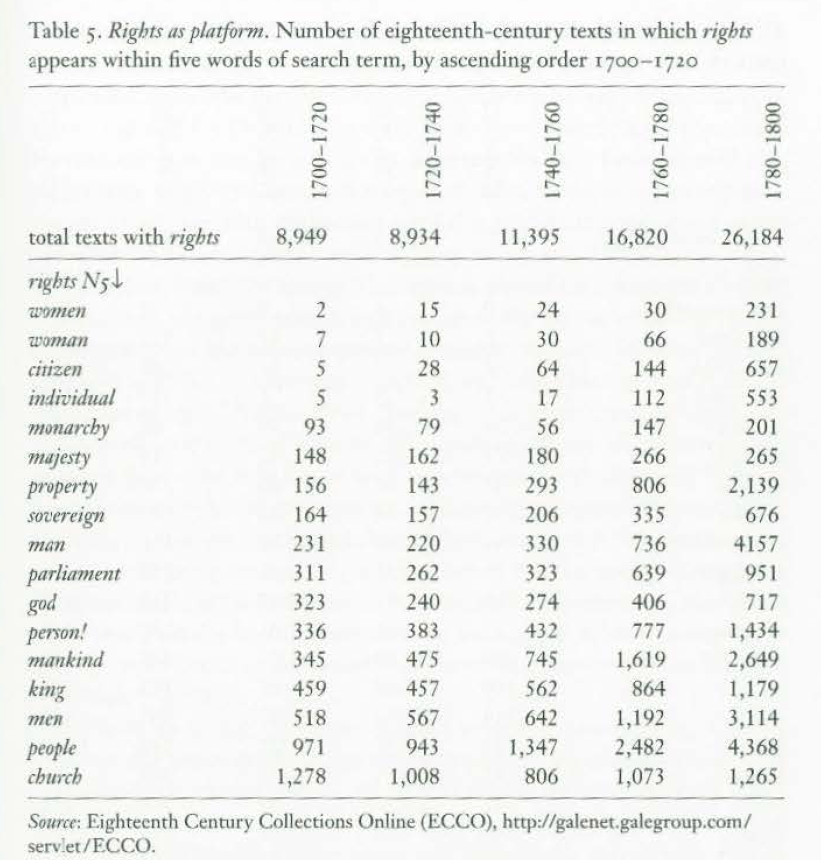 Table 5. Rights as platform. Number of eighteenth-century texts in which rights
appears within five words of search term, by ascending order 1700–1720
1700–1720 1720–1740 1740–1760 1760–1780 1780–1800
total texts with rights 8,949 8,934 11,395 16,820 26,184
rights N5↓
women 2 15 24 30 231
woman 7 10 30 66 189
citizen 5 28 64 144 657
individual 5 3 17 112 553
monarchy 93 79 56 147 201
majesty 148 162 180 266 265
property 156 143 293 806 2,139
sovereign 164 157 206 335 676
man 231 220 330 736 4157
parliament 311 262 323 639 951
god 323 240 274 406 717
person! 336 383 432 777 1,434
mankind 345 475 745 1,619 2,649
king 459 457 562 864 1,179
men 518 567 642 1,192 3,114
people 971 943 1,347 2,482 4,368
church 1,278 1,008 806 1,073 1,265
Source: Eighteenth Century Collections Online (ECCO), http://galenet.galegroup.com/
servlet/ECCO.